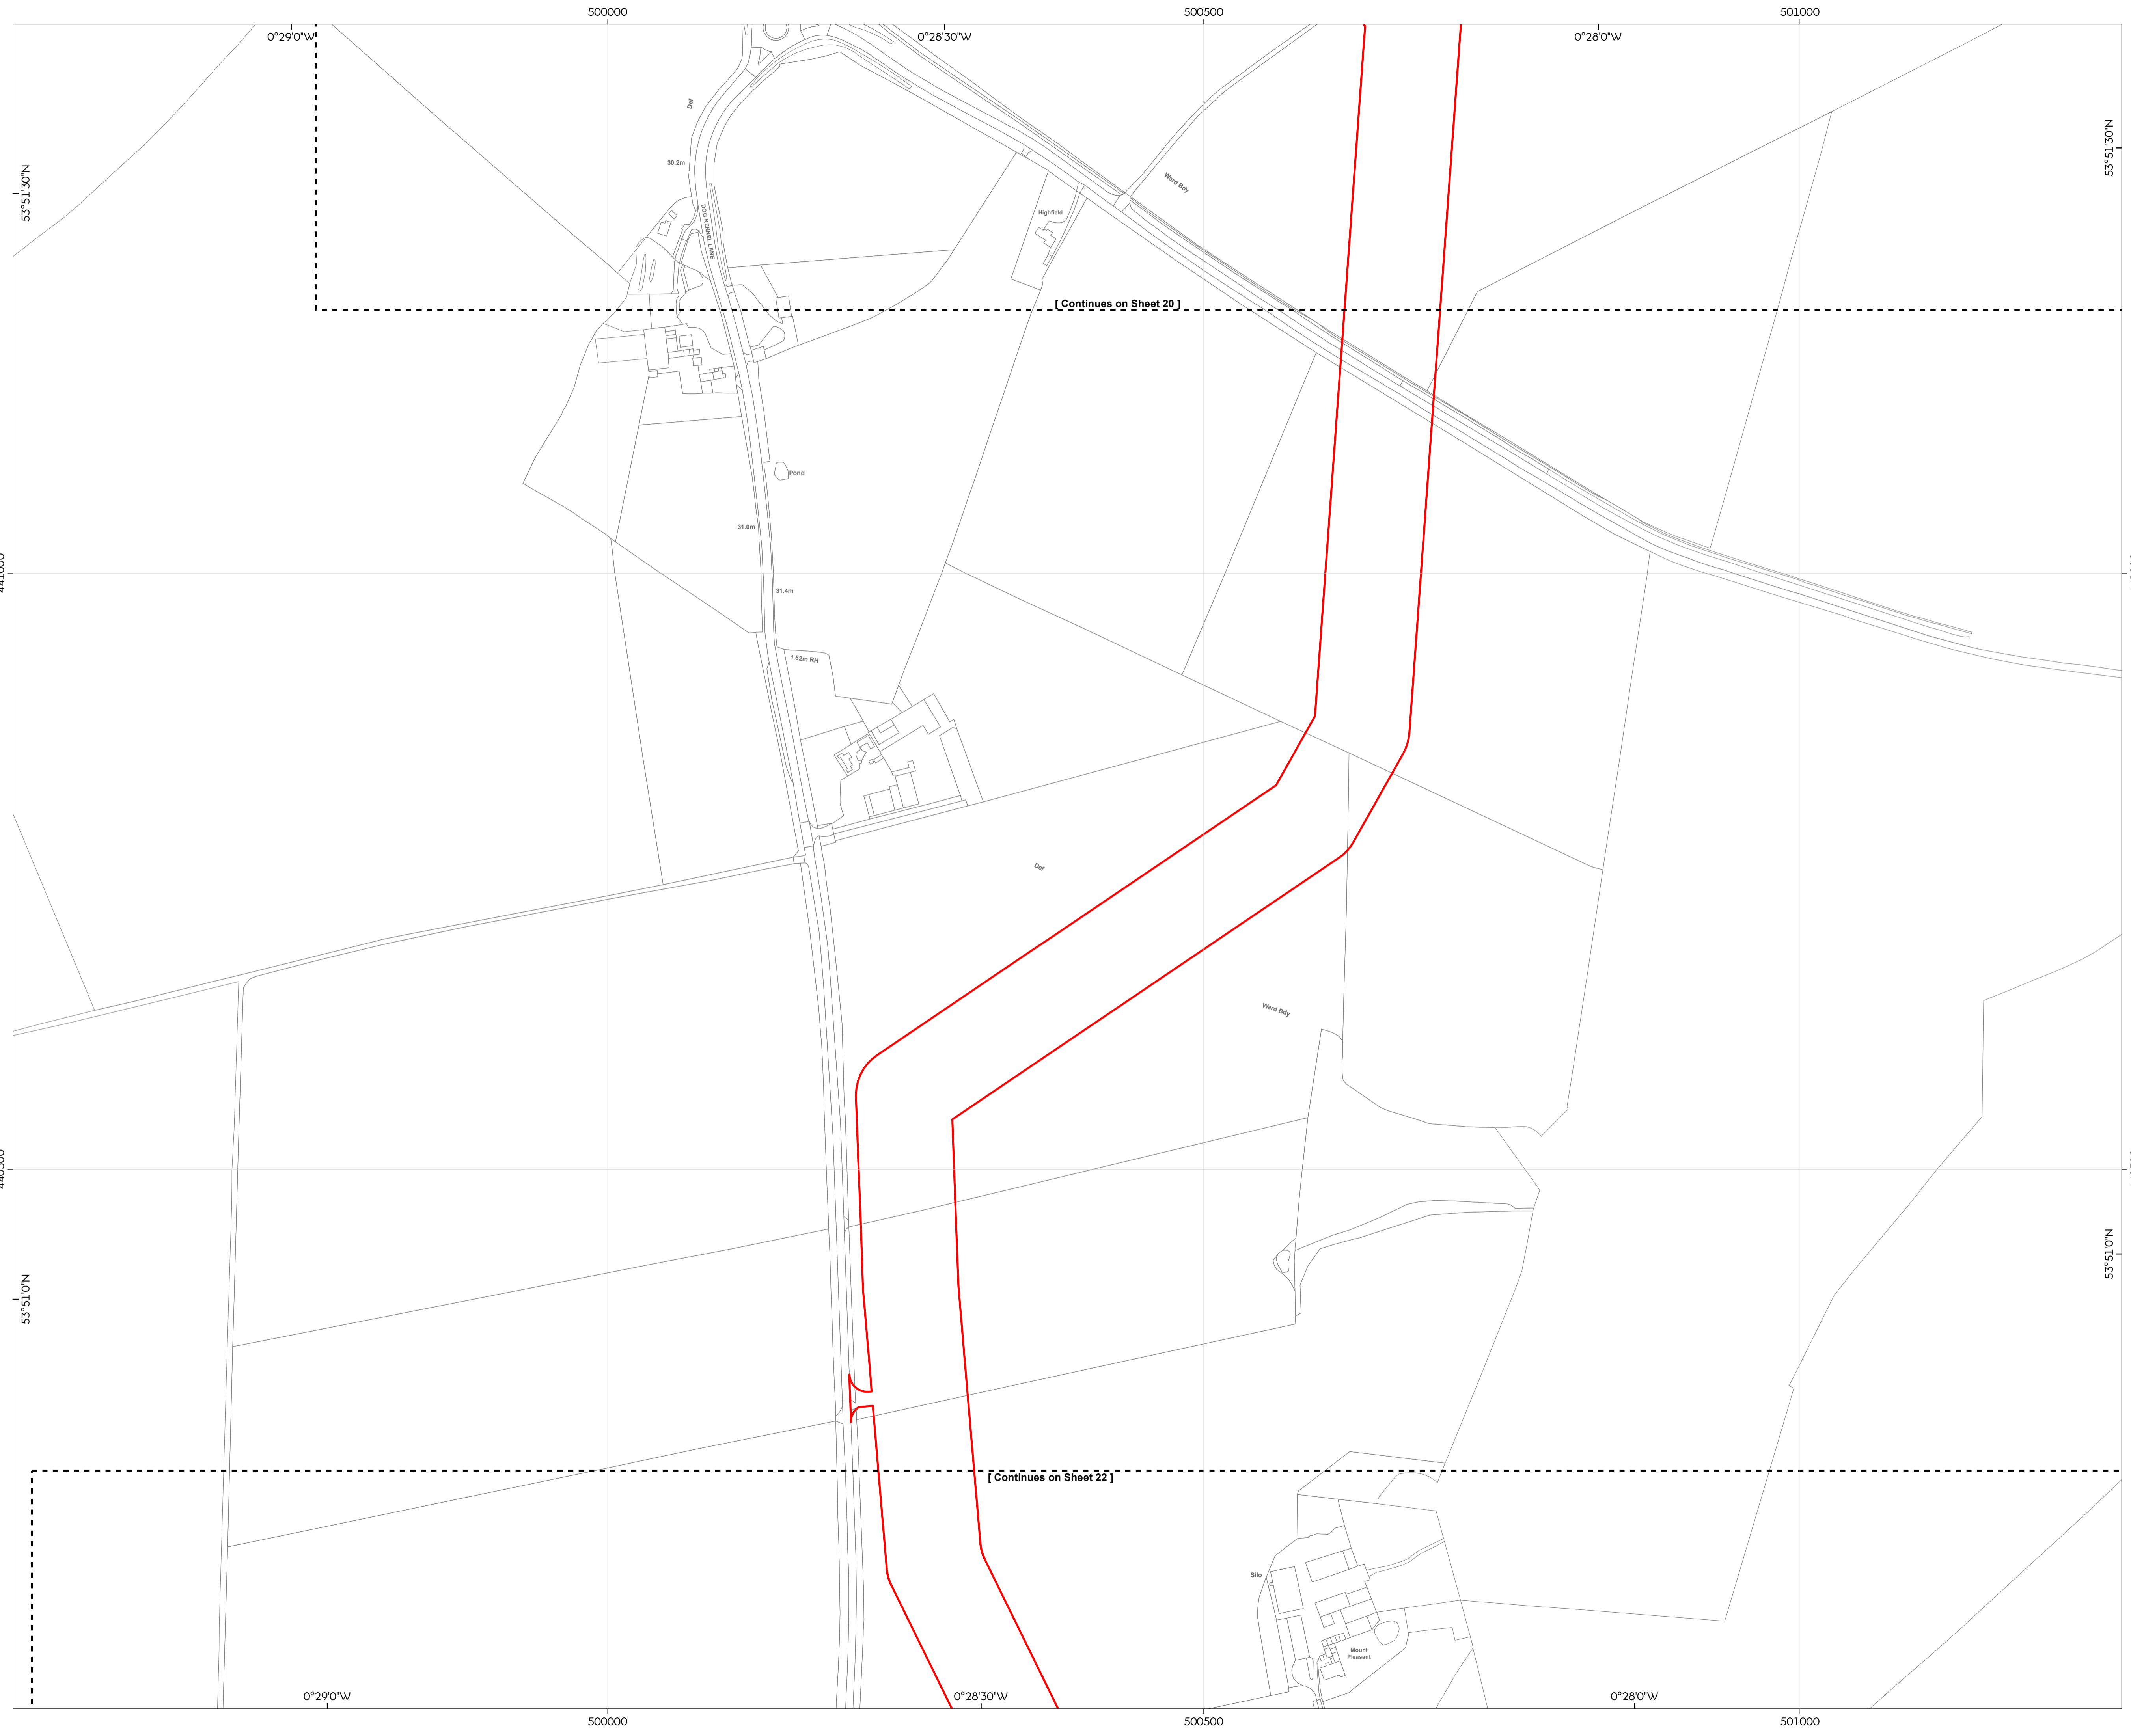 500000
500500
501000
0°29'0"W
0°28'30"W
0°28'0"W
Def
53°51'30"N
53°51'30"N
30.2m
Ward Bdy
DOG KENNEL LANE
Highfield
[ Continues on Sheet 20 ]
Pond
31.0m
31.4m
1.52m RH
Def
Ward Bdy
53°51'0"N
53°51'0"N
[ Continues on Sheet 22 ]
Silo
Mount
Pleasant
0°29'0"W
0°28'30"W
0°28'0"W
500000
500500
501000